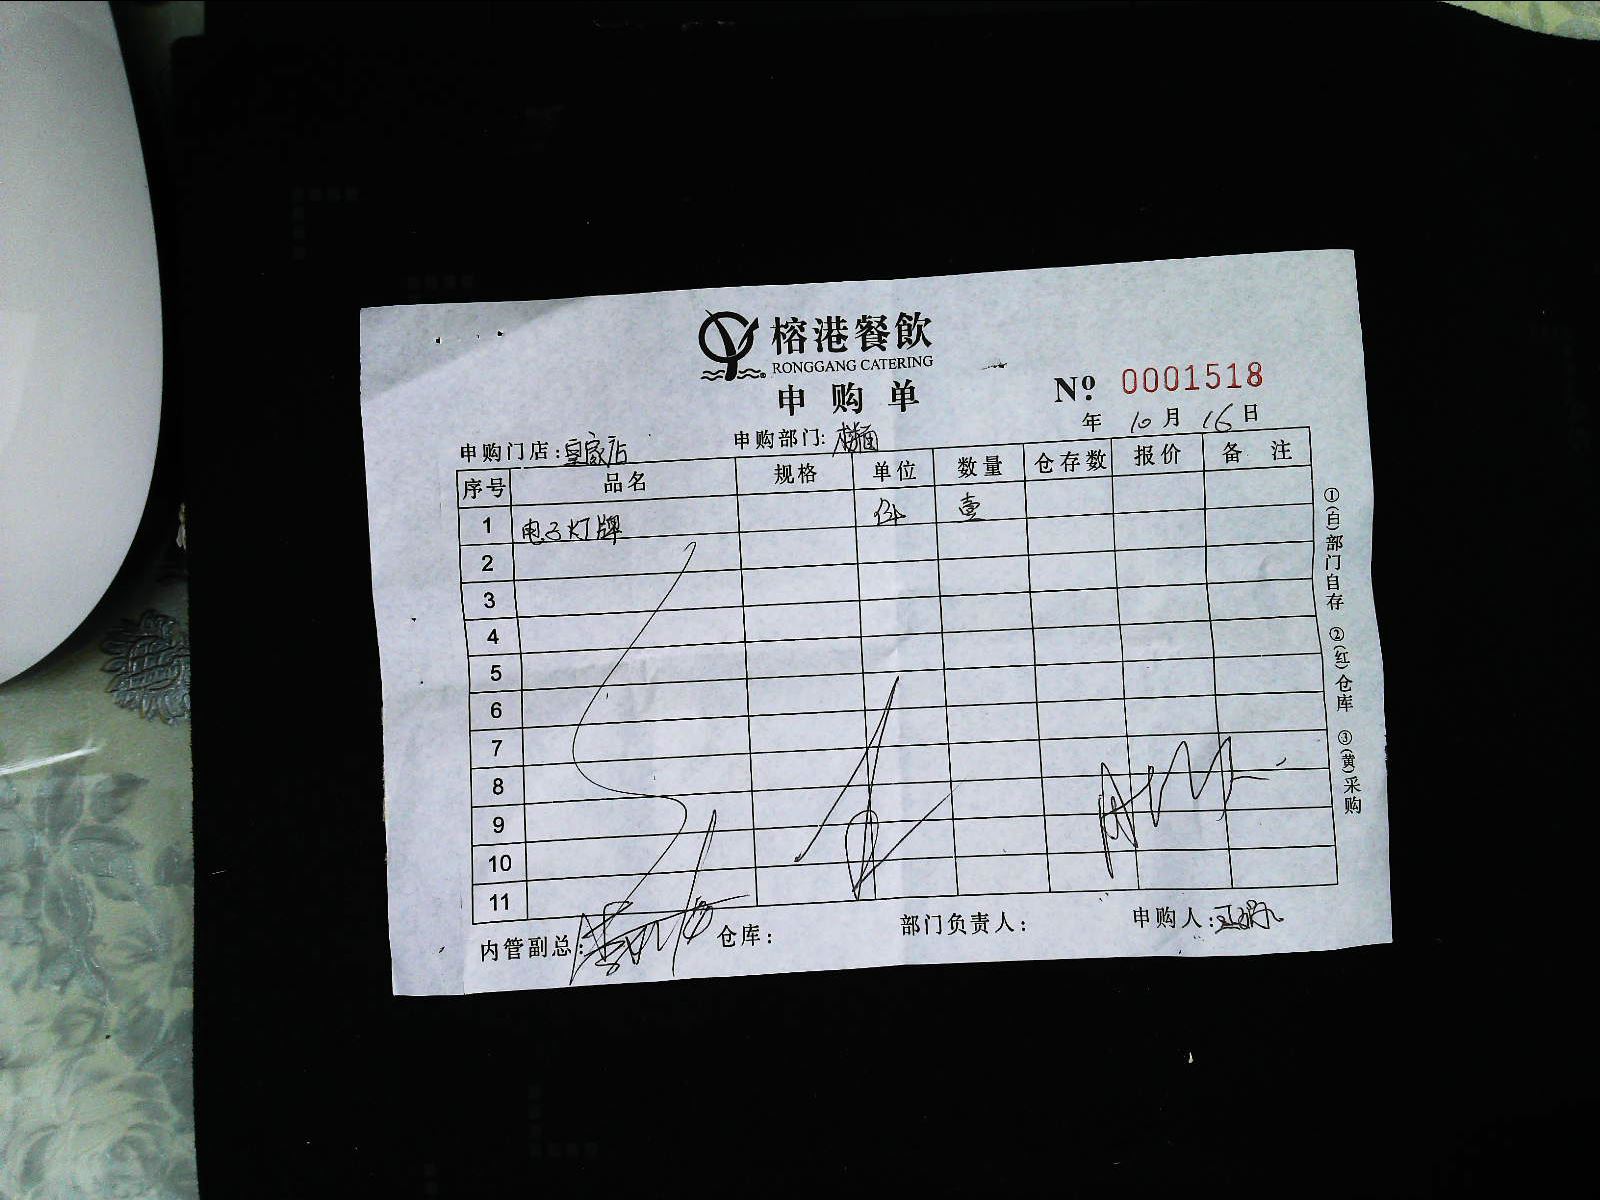 榕港餐飲
RONGGANG CATERING
申购单
Nº 0001518
年 10 月 16 日
申购门店:皇家店 申购部门:楼面
序号 品名 规格 单位 数量 仓存数 报价 备注
1 电子灯牌 个 壹
2
3
4
5
6
7
8
9
10
11
内管副总: 仓库: 部门负责人: 申购人:
①(白)部门自存 ②(红)仓库 ③(黄)采购